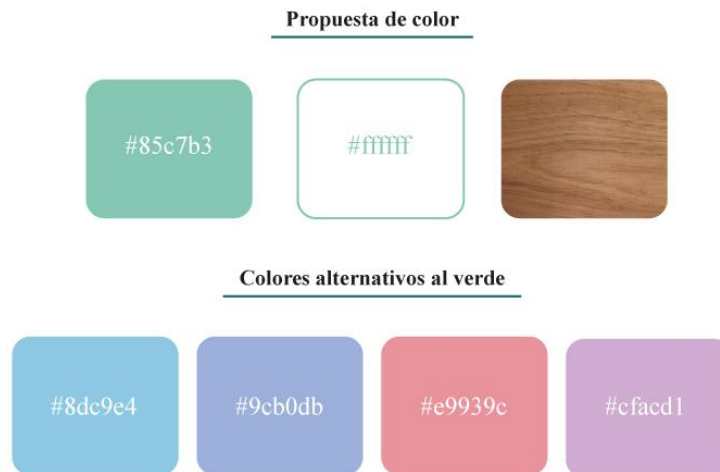 Propuesta de color
#85c7b3 #ffffff
Colores alternativos al verde
#8dc9e4 #9cb0db #e9939c #cfacd1